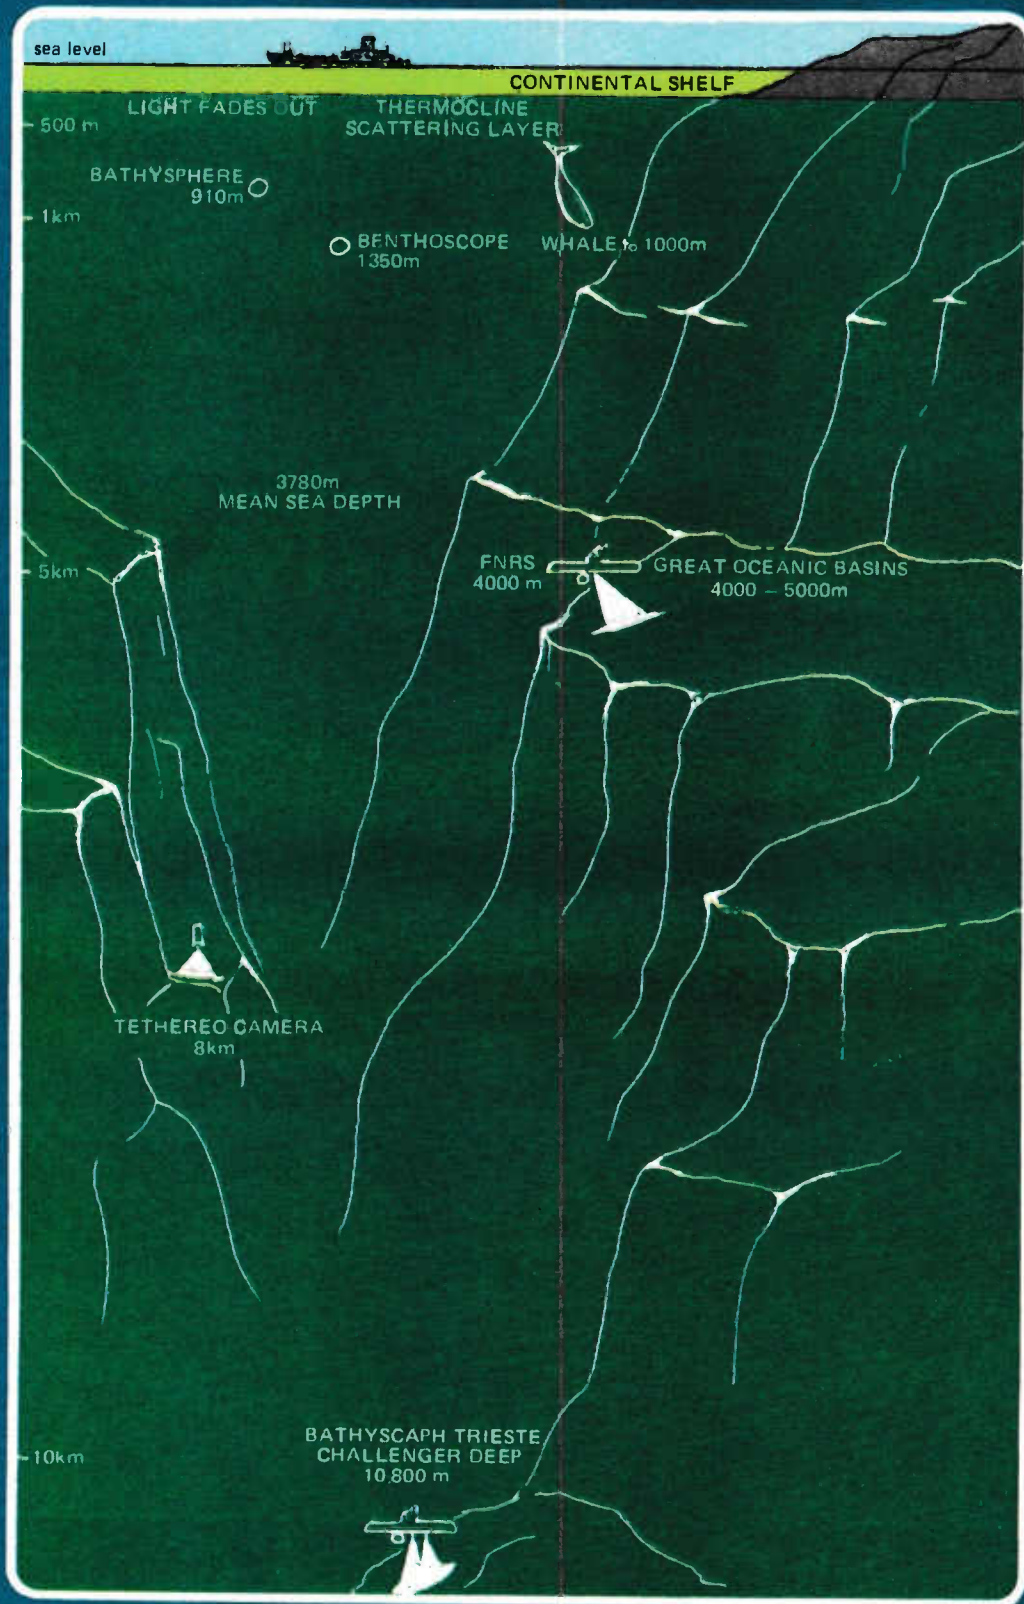 sea level
CONTINENTAL SHELF
LIGHT FADES OUT
THERMOCLINE
SCATTERING LAYER
500 m
BATHYSPHERE
910m
1km
BENTHOSCOPE
1350m
WHALE to 1000m
3780m
MEAN SEA DEPTH
5km
FNRS
4000 m
GREAT OCEANIC BASINS
4000 – 5000m
TETHEREO CAMERA
8km
BATHYSCAPH TRIESTE
CHALLENGER DEEP
10,800 m
10km